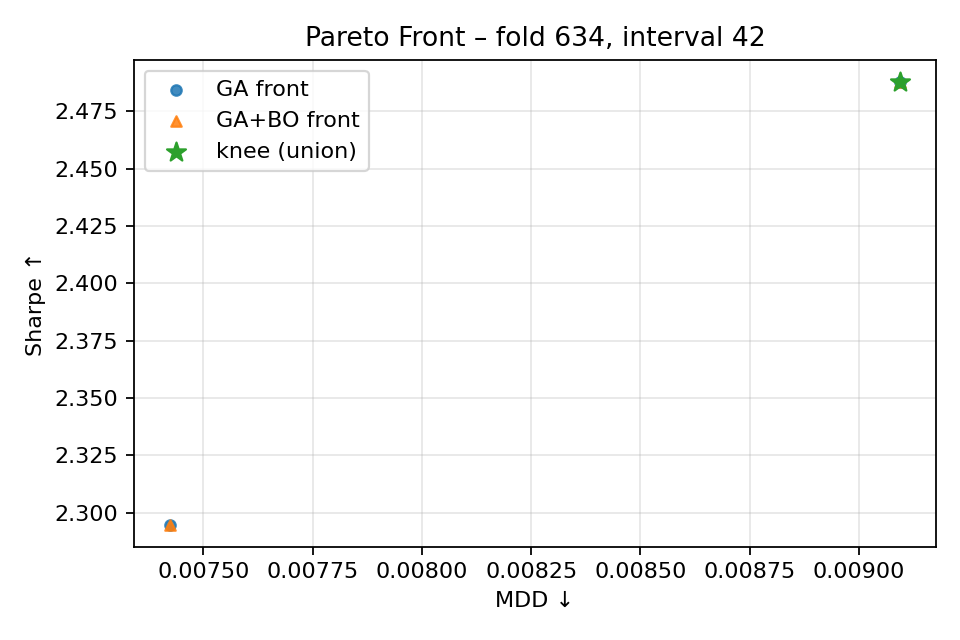 Pareto Front – fold 634, interval 42
GA front
GA+BO front
knee (union)
Sharpe ↑
2.475
2.450
2.425
2.400
2.375
2.350
2.325
2.300
0.00750 0.00775 0.00800 0.00825 0.00850 0.00875 0.00900
MDD ↓